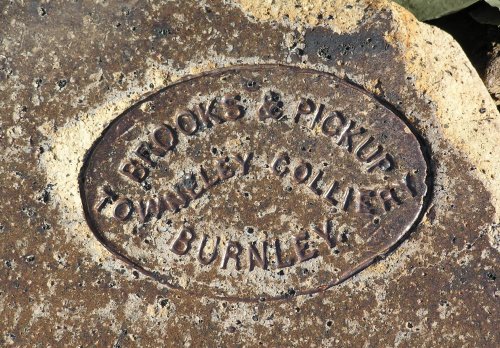 BROOKS & PICKUP
TOWNELEY COLLIERY
BURNLEY.